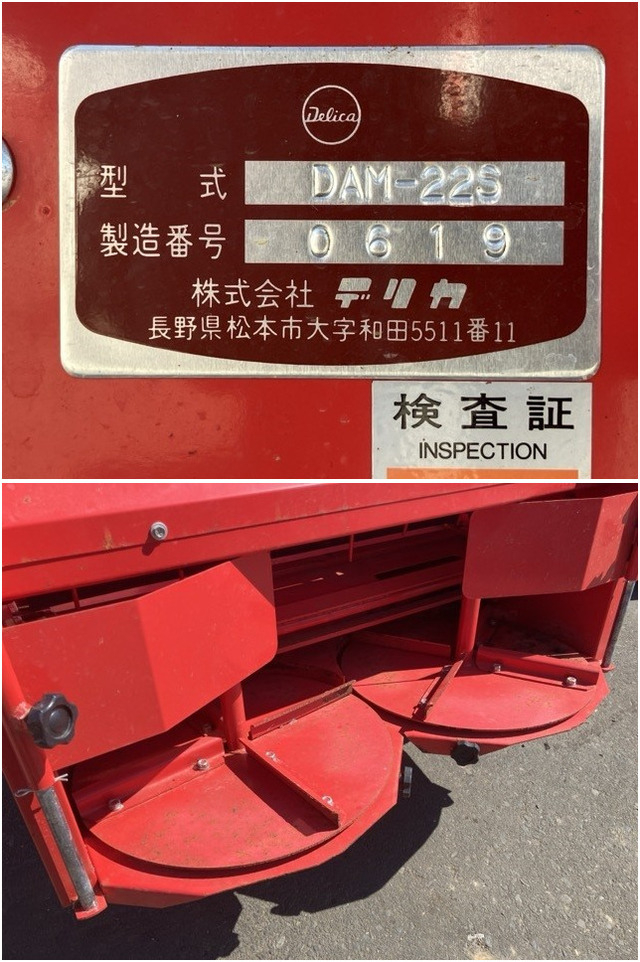 Delica
型 式 DAM-22S
製造番号 0619
株式会社 デリカ
長野県松本市大字和田5511番11
検査証
INSPECTION